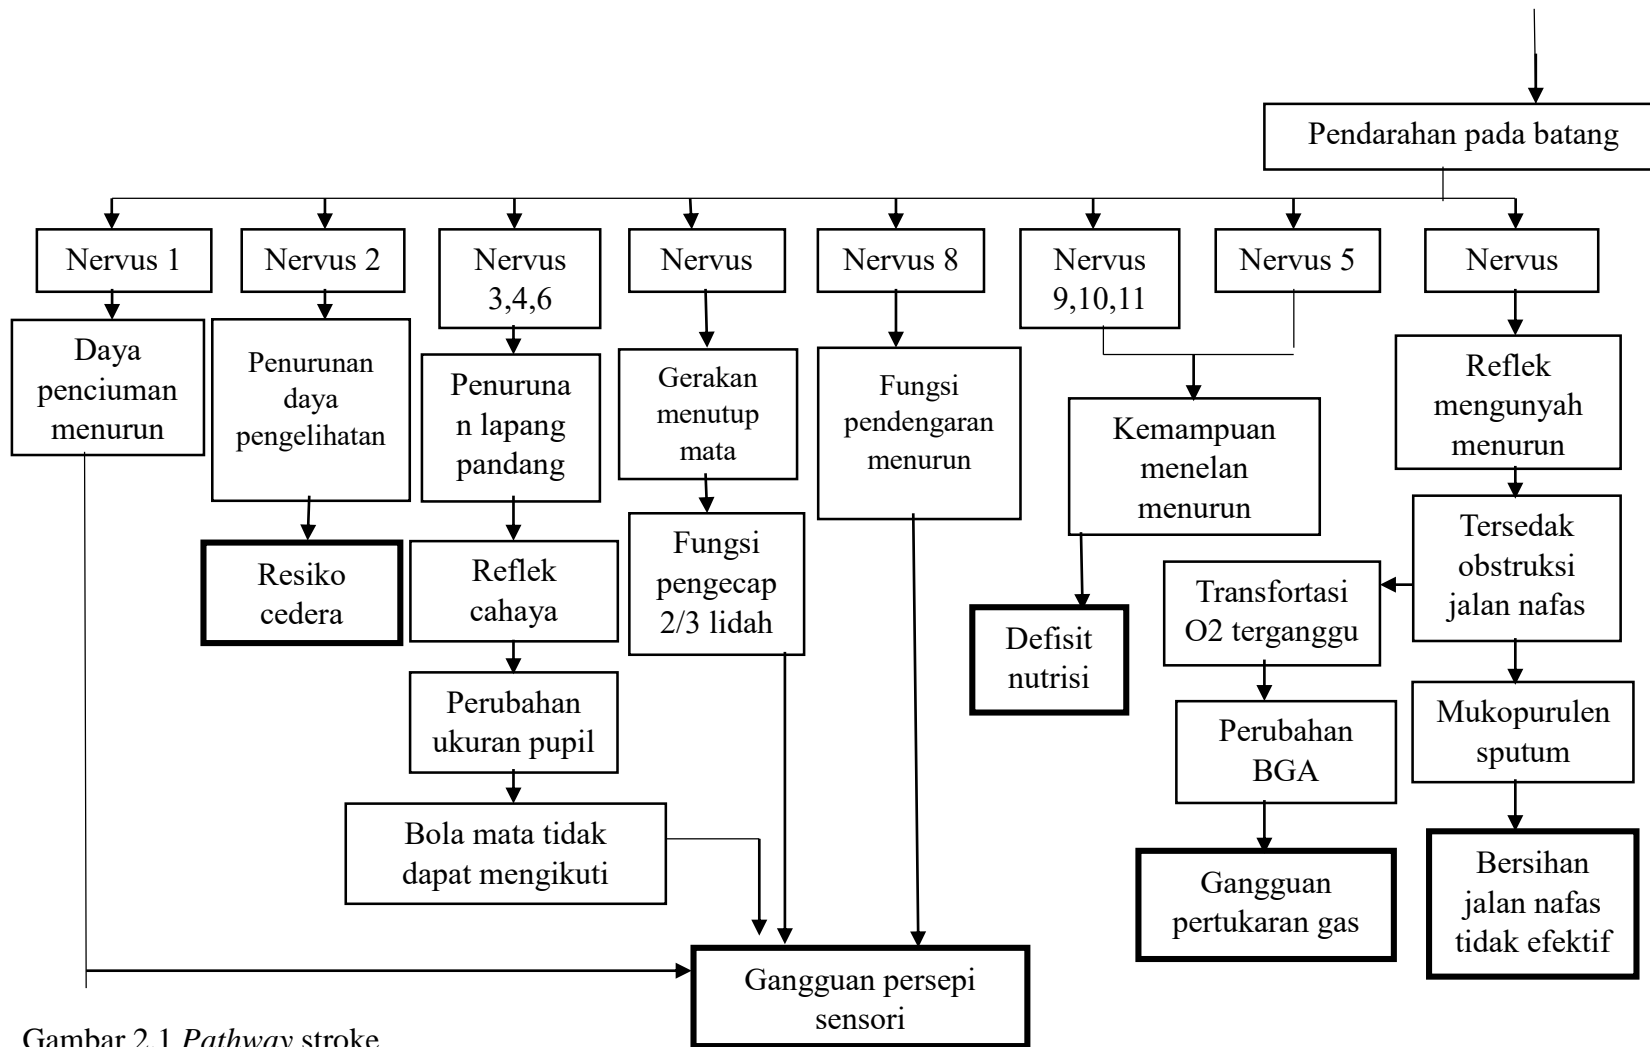 Pendarahan pada batang
Nervus 1
Nervus 2
Nervus
3,4,6
Nervus
Nervus 8
Nervus
9,10,11
Nervus 5
Nervus
Daya
penciuman
menurun
Penurunan
daya
pengelihatan
Penuruna
n lapang
pandang
Gerakan
menutup
mata
Fungsi
pendengaran
menurun
Kemampuan
menelan
menurun
Reflek
mengunyah
menurun
Resiko
cedera
Reflek
cahaya
Fungsi
pengecap
2/3 lidah
Defisit
nutrisi
Transfortasi
O2 terganggu
Tersedak
obstruksi
jalan nafas
Perubahan
ukuran pupil
Perubahan
BGA
Mukopurulen
sputum
Bola mata tidak
dapat mengikuti
Gangguan
pertukaran gas
Bersihan
jalan nafas
tidak efektif
Gangguan persepi
sensori
Gambar 2.1 Pathway stroke